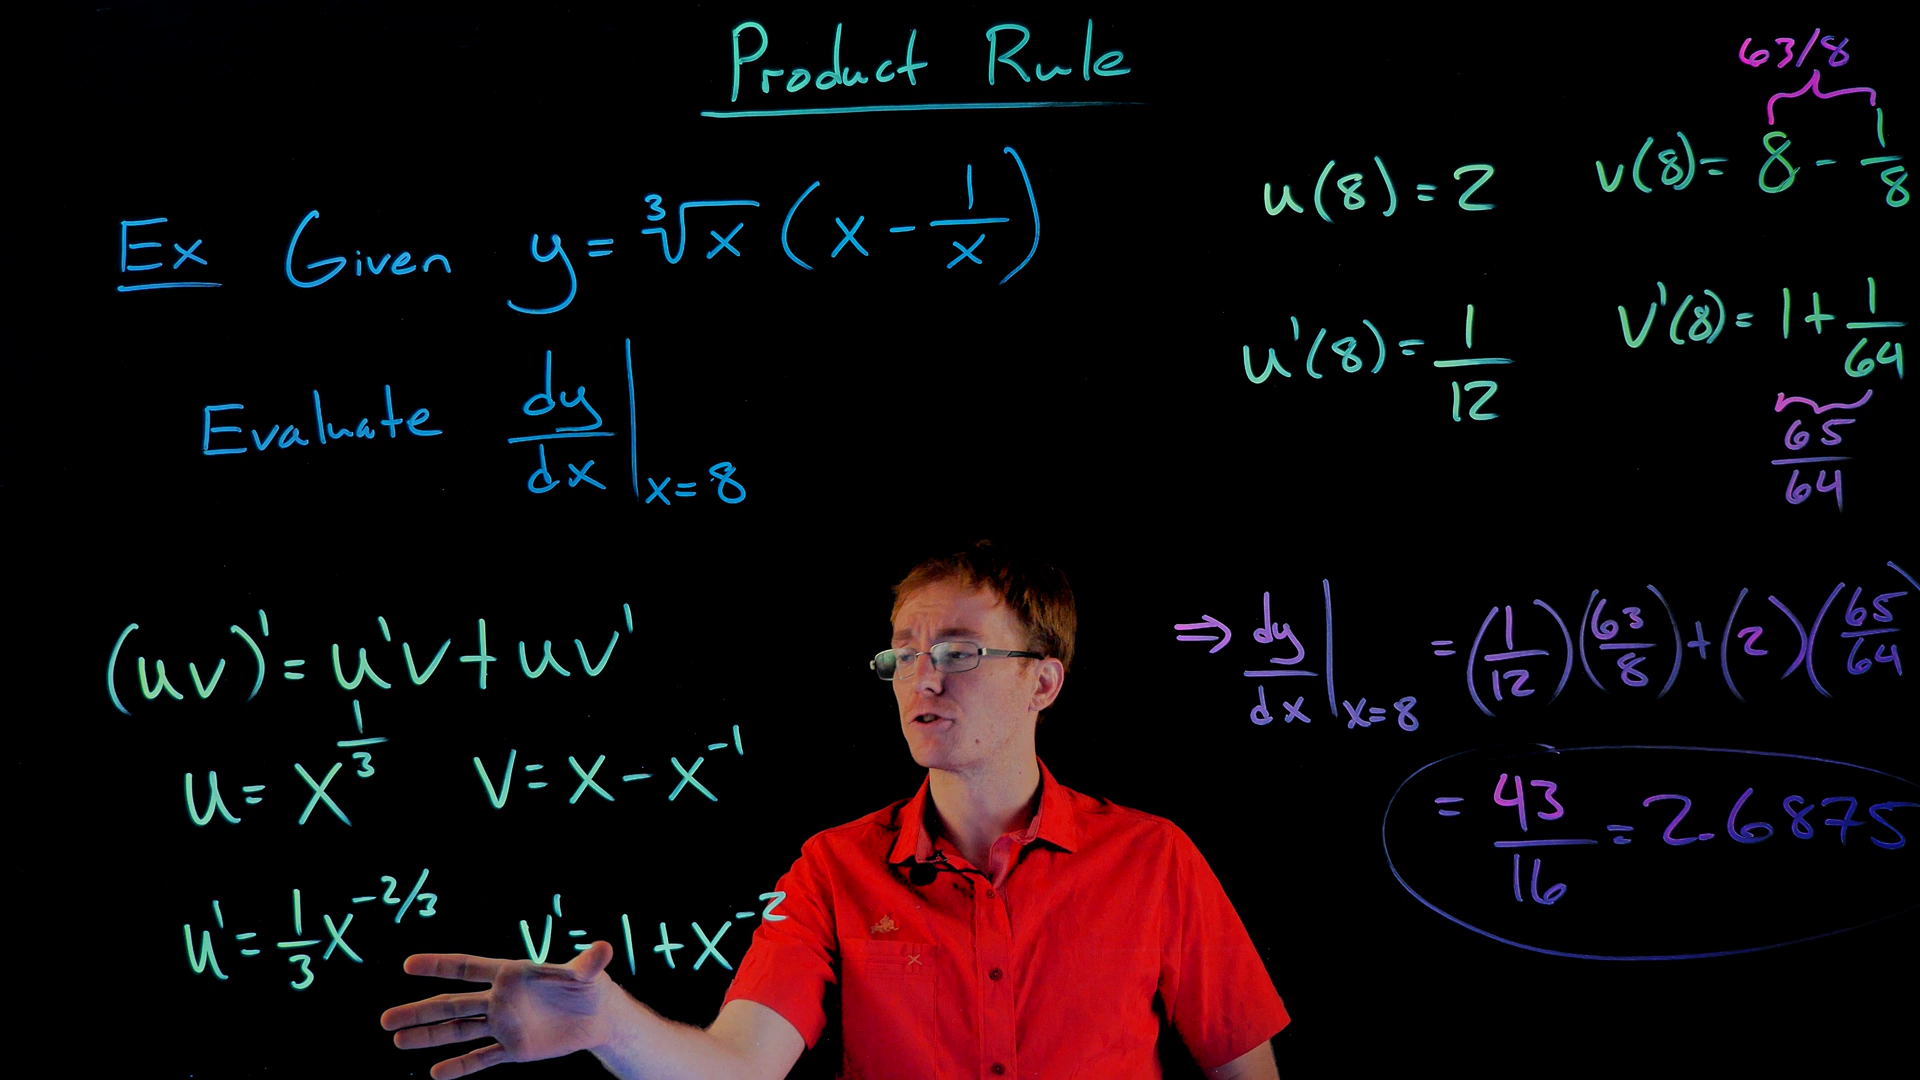 Product Rule
Ex Given y = ∛x (x - 1/x)
Evaluate dy/dx |x=8
(uv)' = u'v + uv'
u = x^1/3 v = x - x^-1
u' = 1/3 x^-2/3 v' = 1 + x^-2
63/8
u(8) = 2 v(8) = 8 - 1/8
u'(8) = 1/12 v'(8) = 1 + 1/64
65/64
⇒ dy/dx |x=8 = (1/12)(63/8) + (2)(65/64)
= 43/16 = 2.6875